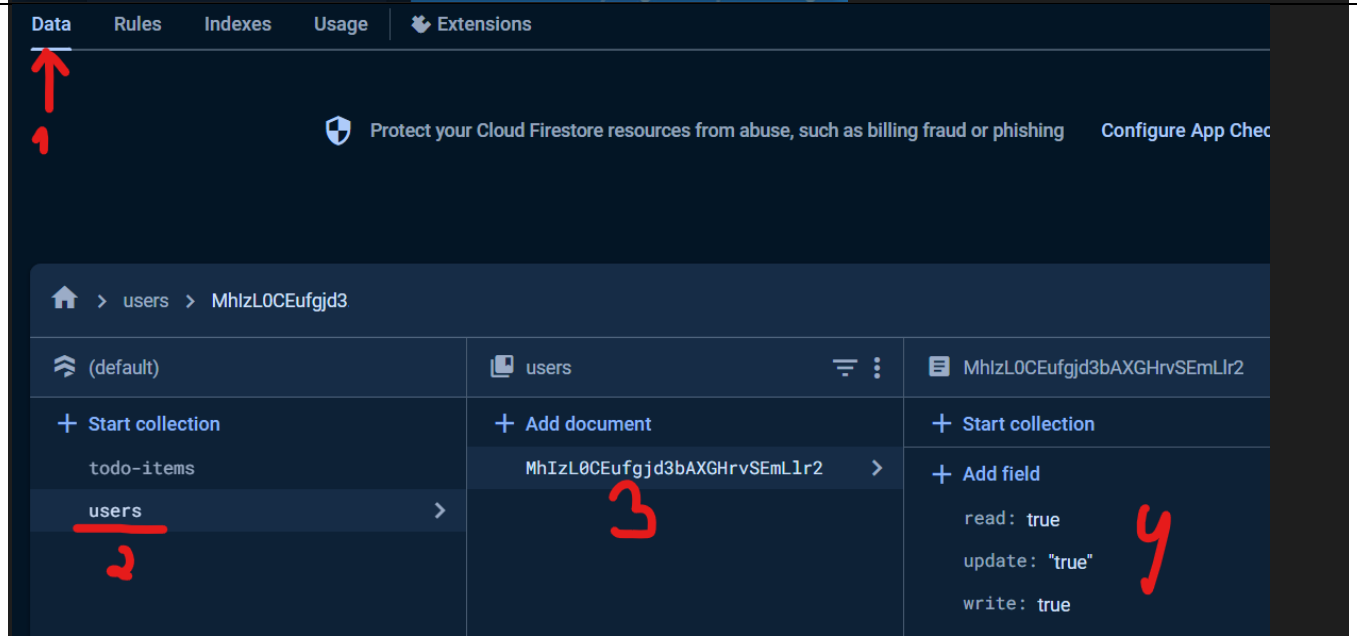 Data Rules Indexes Usage Extensions
1
Protect your Cloud Firestore resources from abuse, such as billing fraud or phishing Configure App Chec
users MhIzL0CEufgjd3
(default) users MhIzL0CEufgjd3bAXGHrvSEmLlr2
Start collection Add document Start collection
todo-items MhIzL0CEufgjd3bAXGHrvSEmLlr2 Add field
users 3 read: true
2 update: "true" 4
write: true